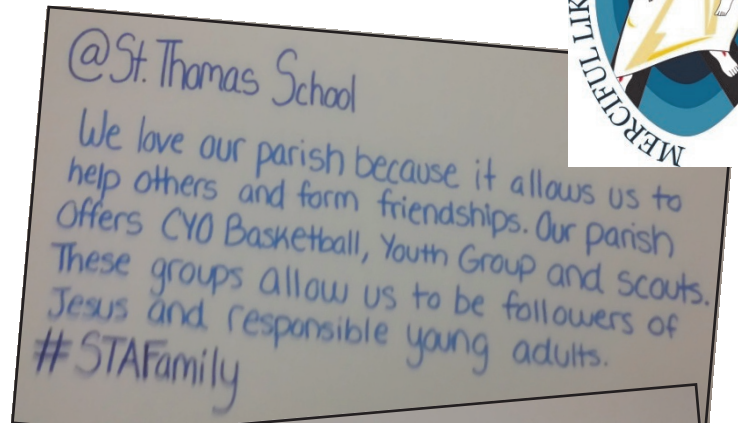 @St. Thomas School
We love our parish because it allows us to
help others and form friendships. Our parish
Offers CYO Basketball, Youth Group and scouts.
These groups allow us to be followers of
Jesus and responsible young adults.
#STAFamily
MERCIFUL LIK